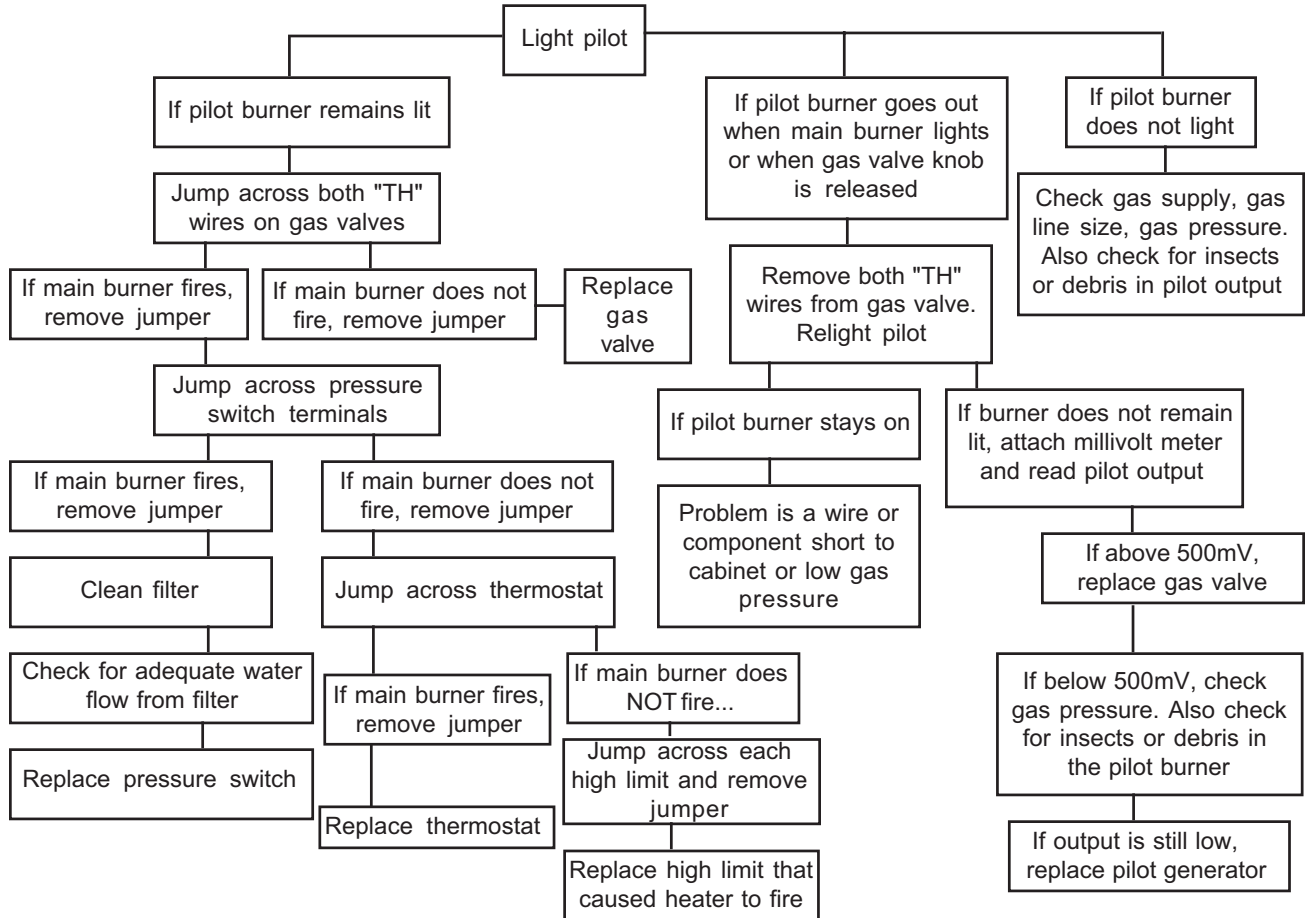 Light pilot
If pilot burner remains lit
If pilot burner goes out
when main burner lights
or when gas valve knob
is released
If pilot burner
does not light
Jump across both "TH"
wires on gas valves
Check gas supply, gas
line size, gas pressure.
Also check for insects
or debris in pilot output
If main burner fires,
remove jumper
If main burner does not
fire, remove jumper
Replace
gas
valve
Remove both "TH"
wires from gas valve.
Relight pilot
Jump across pressure
switch terminals
If pilot burner stays on
If burner does not remain
lit, attach millivolt meter
and read pilot output
If main burner fires,
remove jumper
If main burner does not
fire, remove jumper
Problem is a wire or
component short to
cabinet or low gas
pressure
If above 500mV,
replace gas valve
Clean filter
Jump across thermostat
Check for adequate water
flow from filter
If main burner fires,
remove jumper
If main burner does
NOT fire...
If below 500mV, check
gas pressure. Also check
for insects or debris in
the pilot burner
Replace pressure switch
Replace thermostat
Jump across each
high limit and remove
jumper
If output is still low,
replace pilot generator
Replace high limit that
caused heater to fire